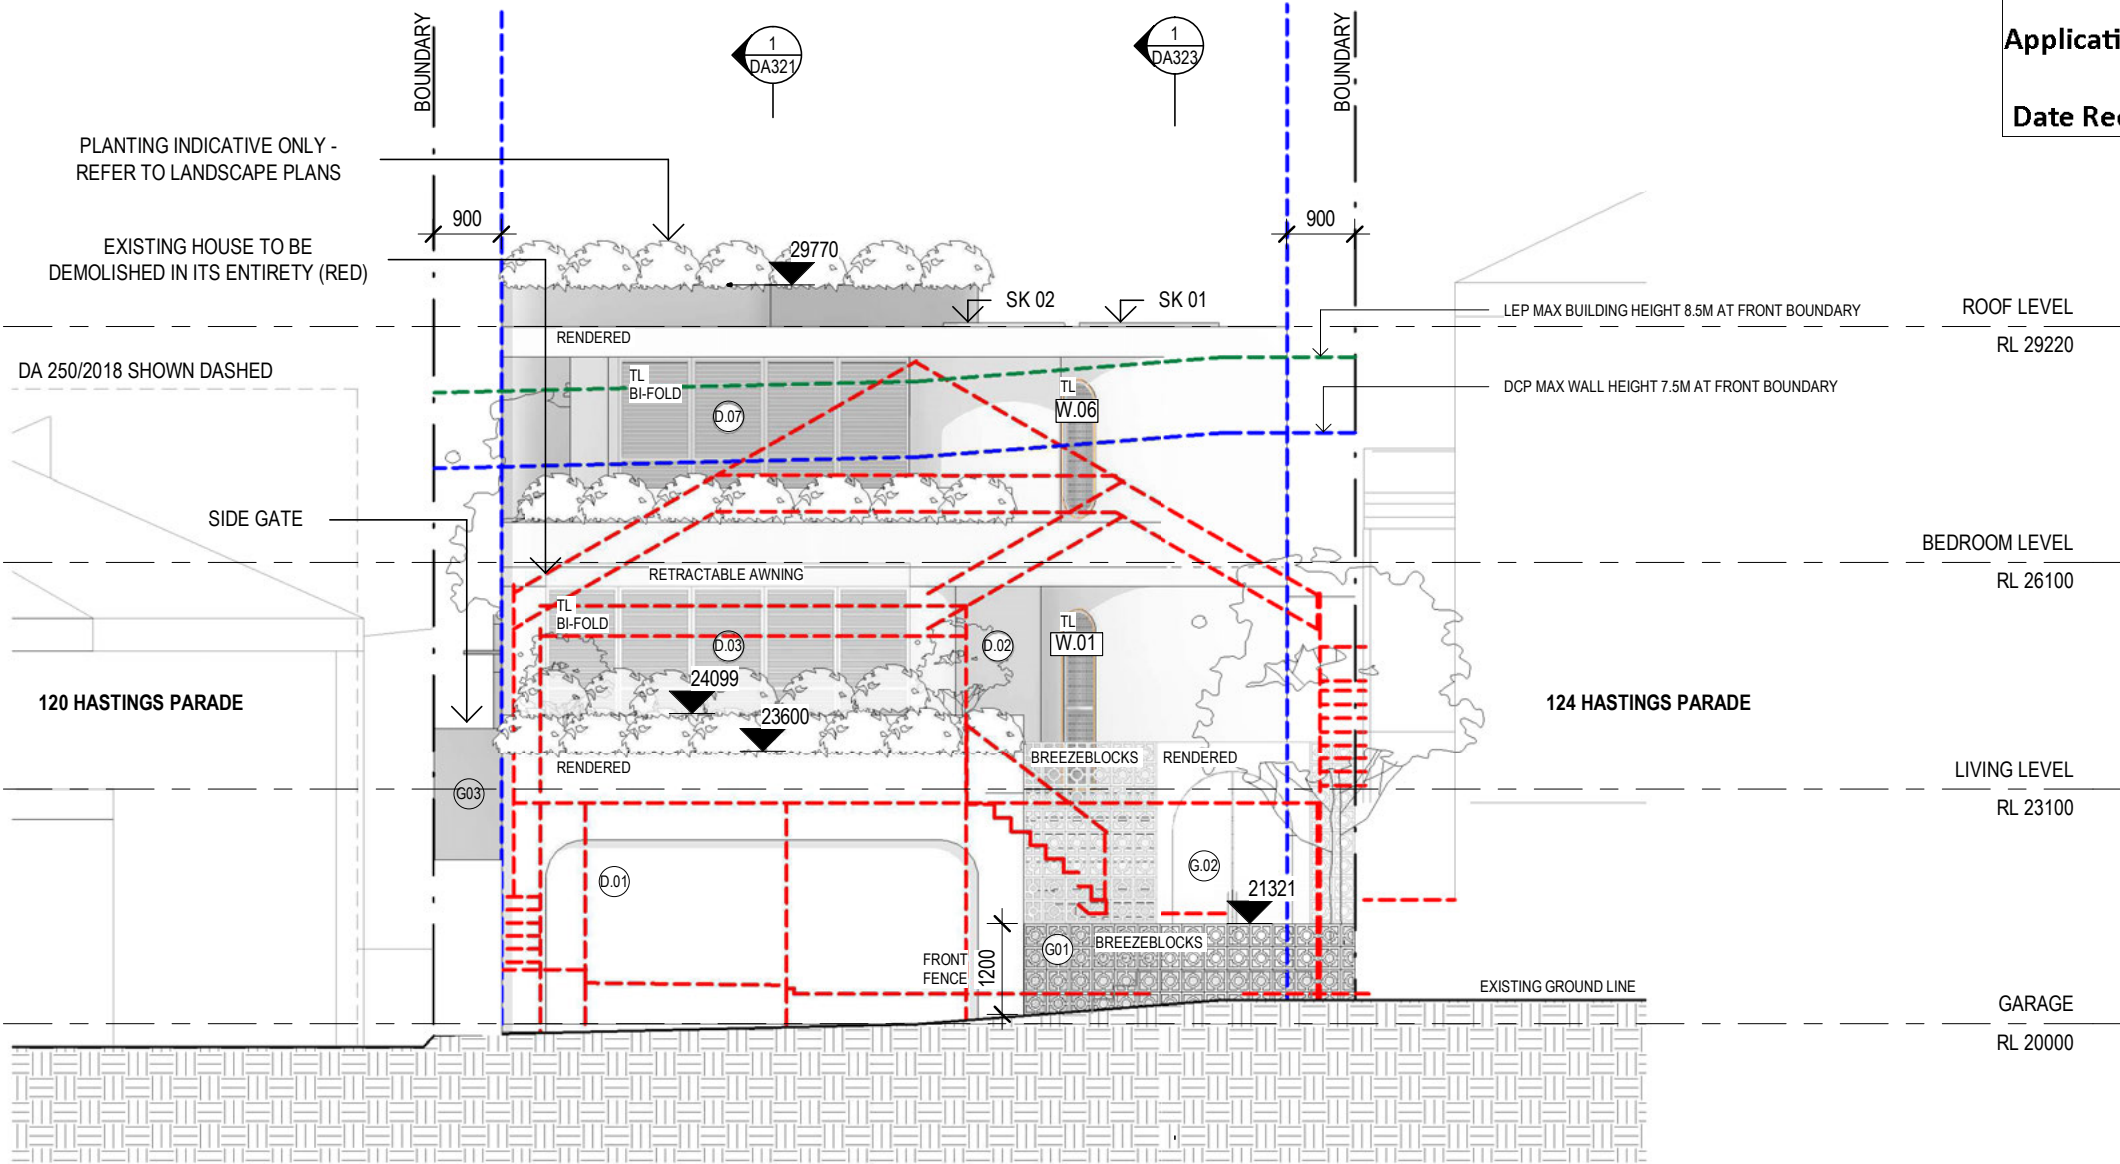 BOUNDARY
1
DA321
1
DA323
BOUNDARY
Applicati
Date Re
PLANTING INDICATIVE ONLY -
REFER TO LANDSCAPE PLANS
900
900
EXISTING HOUSE TO BE
DEMOLISHED IN ITS ENTIRETY (RED)
29770
SK 02
SK 01
LEP MAX BUILDING HEIGHT 8.5M AT FRONT BOUNDARY
ROOF LEVEL
RL 29220
RENDERED
DA 250/2018 SHOWN DASHED
TL
BI-FOLD
D.07
TL
W.06
DCP MAX WALL HEIGHT 7.5M AT FRONT BOUNDARY
SIDE GATE
BEDROOM LEVEL
RL 26100
RETRACTABLE AWNING
TL
BI-FOLD
D.03
D.02
TL
W.01
24099
23600
120 HASTINGS PARADE
124 HASTINGS PARADE
RENDERED
BREEZEBLOCKS
RENDERED
LIVING LEVEL
RL 23100
G03
D.01
G.02
21321
FRONT
FENCE
1200
G01
BREEZEBLOCKS
EXISTING GROUND LINE
GARAGE
RL 20000